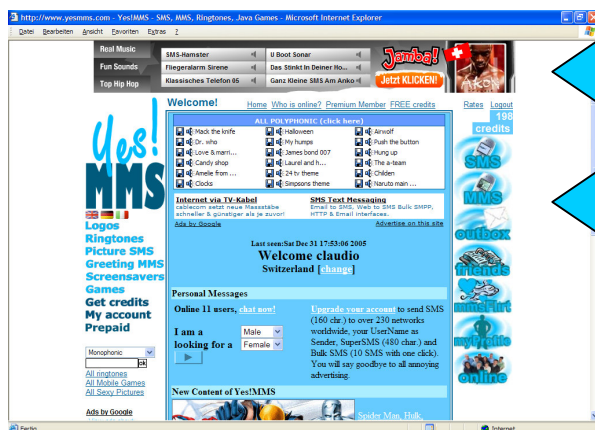 http://www.yesmms.com - Yes!MMS - SMS, MMS, Ringtones, Java Games - Microsoft Internet Explorer
Datei Bearbeiten Ansicht Favoriten Extras ?
Real Music
Fun Sounds
Top Hip Hop
SMS-Hamster
Fliegeralarm Sirene
Klassisches Telefon 05
U Boot Sonar
Das Stinkt In Deiner Ho...
Ganz Kleine SMS Am Anko
Jamba!
Jetzt KLICKEN!
AKON
Yes!
MMS
Welcome!
Home Who is online? Premium Member FREE credits
Rates Logout
198
credits
ALL POLYPHONIC (click here)
Mack the knife Halloween Airwolf
Dr. who My humps Push the button
Love & marri... James bond 007 Hung up
Candy shop Laurel and h... The a-team
Amelie from ... 24 tv theme Children
Clocks Simpsons theme Naruto main ...
Internet via TV-Kabel
cablecom setzt neue Massstäbe
schneller & günstiger als je zuvor!
SMS Text Messaging
Email to SMS, Web to SMS Bulk SMPP,
HTTP & Email interfaces.
Ads by Google
Advertise on this site
Last seen:Sat Dec 31 17:53:06 2005
Welcome claudio
Switzerland [change]
Personal Messages
Online 11 users, chat now!
I am a Male
looking for a Female
Upgrade your account to send SMS
(160 chr.) to over 230 networks
worldwide, your UserName as
Sender, SuperSMS (480 char.) and
Bulk SMS (10 SMS with one click).
You will say goodbye to all annoying
advertising.
New Content of Yes!MMS
Spider Man, Hulk,
Logos
Ringtones
Picture SMS
Greeting MMS
Screensavers
Games
Get credits
My account
Prepaid
Monophonic
ok
All ringtones
All Mobile Games
All Sexy Pictures
Ads by Google
SMS
MMS
outbox
friends
mmsFlirt
myProfile
online
Fertig
Internet